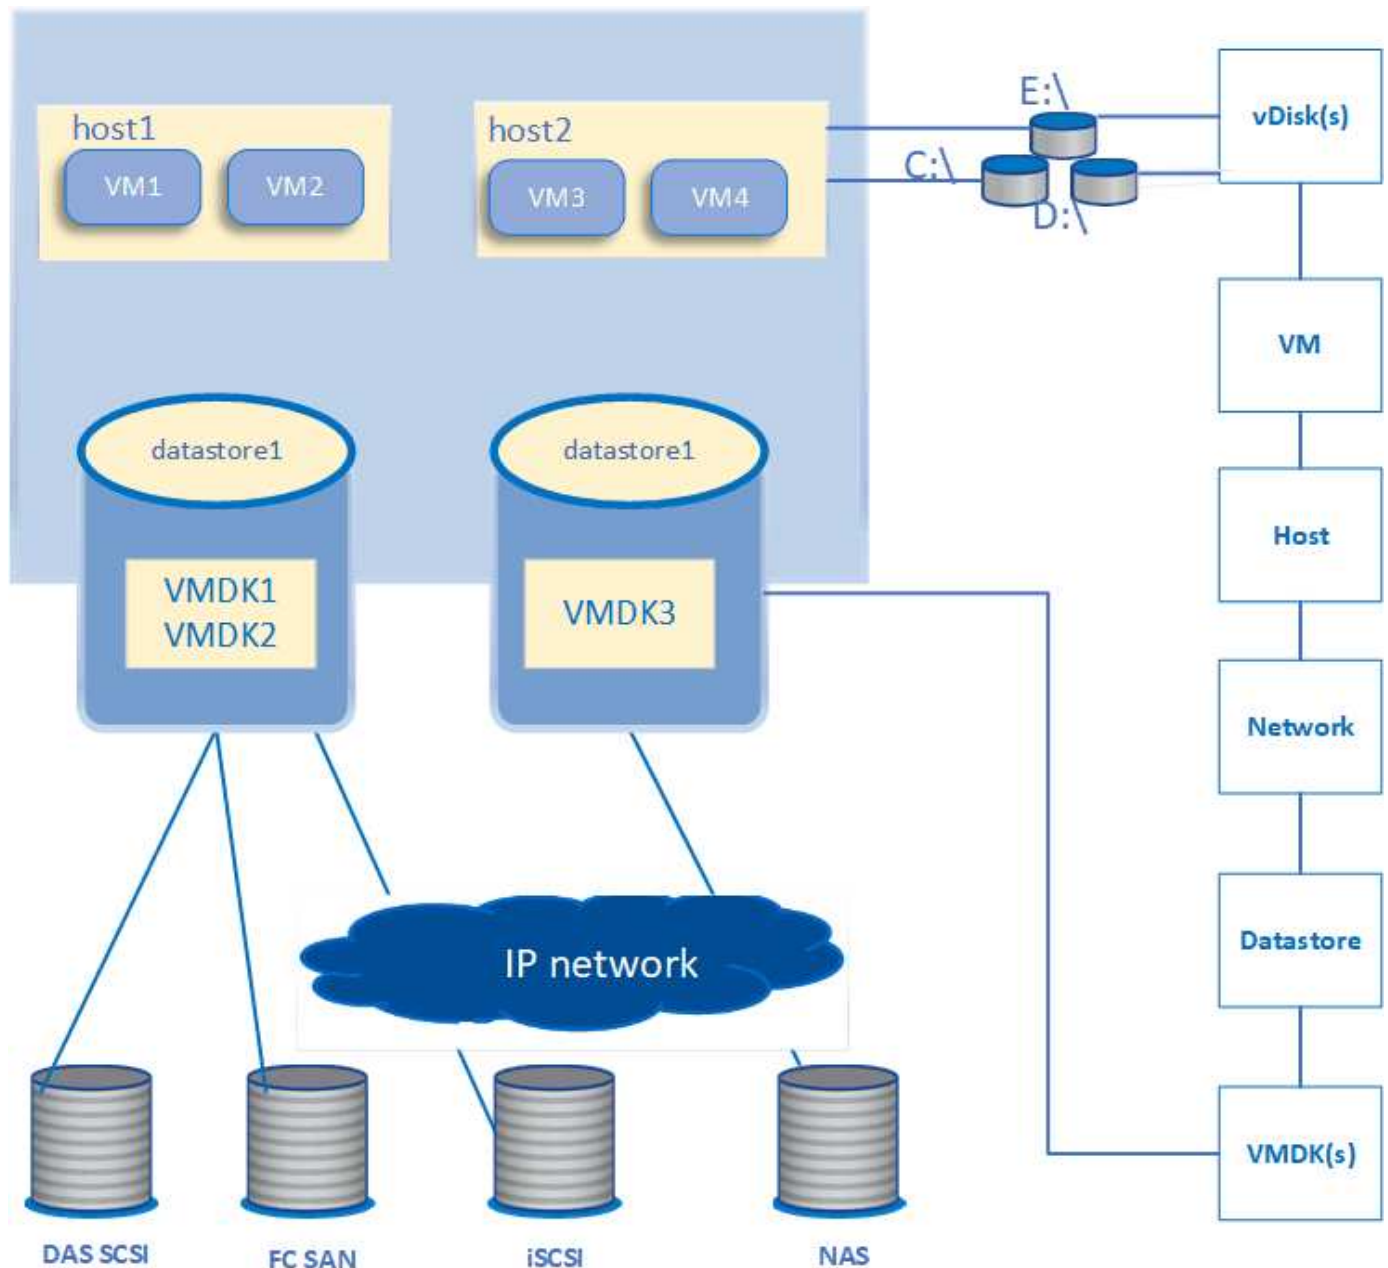 host1
VM1
VM2
host2
VM3
VM4
E:\
C:\
D:\
vDisk(s)
VM
Host
Network
Datastore
VMDK(s)
datastore1
VMDK1
VMDK2
datastore1
VMDK3
IP network
DAS SCSI
FC SAN
iSCSI
NAS